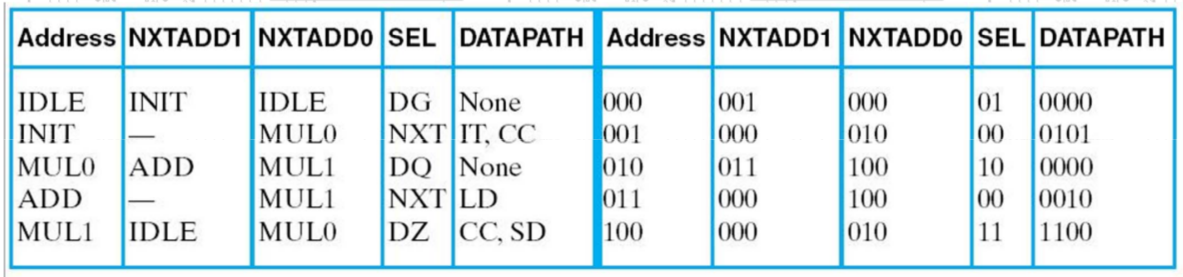 Address NXTADD1 NXTADD0 SEL DATAPATH Address NXTADD1 NXTADD0 SEL DATAPATH
IDLE INIT IDLE DG None 000 001 000 01 0000
INIT — MUL0 NXT IT, CC 001 000 010 00 0101
MUL0 ADD MUL1 DQ None 010 011 100 10 0000
ADD — MUL1 NXT LD 011 000 100 00 0010
MUL1 IDLE MUL0 DZ CC, SD 100 000 010 11 1100